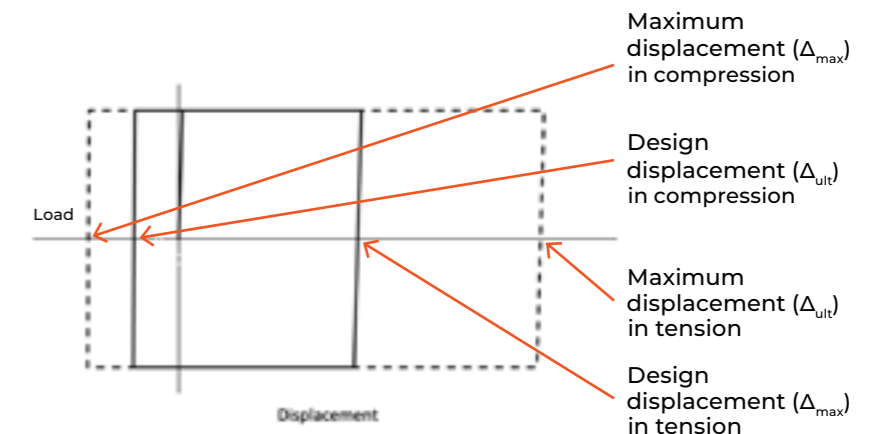 Maximum
displacement (Δmax)
in compression
Design
displacement (Δult)
in compression
Load
Maximum
displacement (Δult)
in tension
Design
displacement (Δmax)
in tension
Displacement